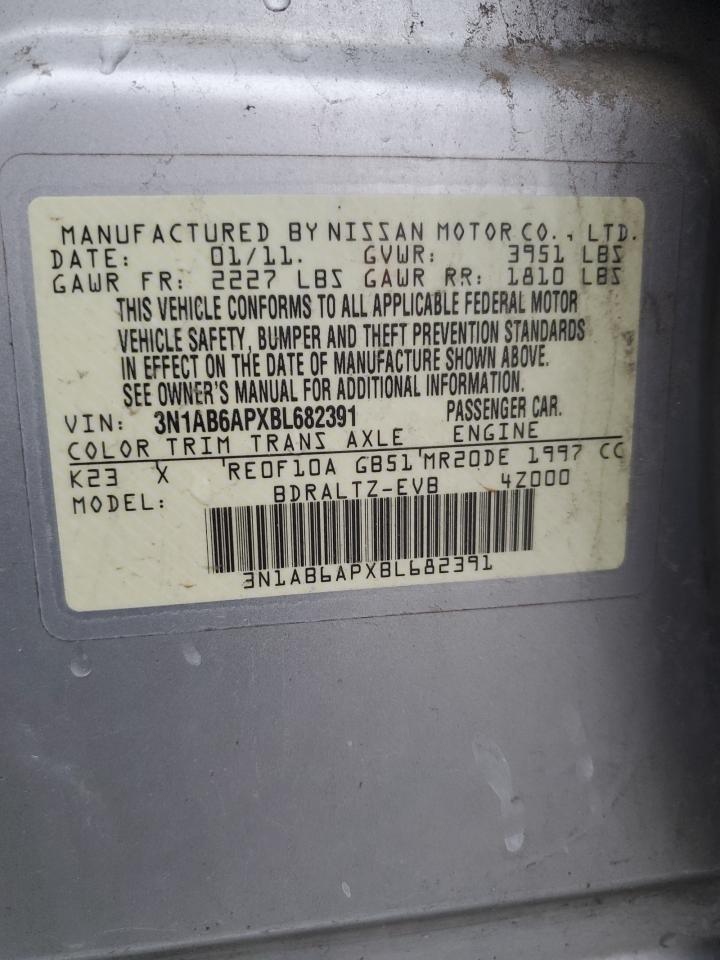 MANUFACTURED BY NISSAN MOTOR CO., LTD.
DATE: 01/11. GVWR: 3951 LBS
GAWR FR: 2227 LBS GAWR RR: 1810 LBS
THIS VEHICLE CONFORMS TO ALL APPLICABLE FEDERAL MOTOR
VEHICLE SAFETY, BUMPER AND THEFT PREVENTION STANDARDS
IN EFFECT ON THE DATE OF MANUFACTURE SHOWN ABOVE.
SEE OWNER'S MANUAL FOR ADDITIONAL INFORMATION.
VIN: 3N1AB6APXBL682391 PASSENGER CAR.
COLOR TRIM TRANS AXLE ENGINE
K23 X RE0F10A GB51 MR20DE 1997 CC
MODEL: BDRALTZ-EVB 4Z000
3N1AB6APXBL682391